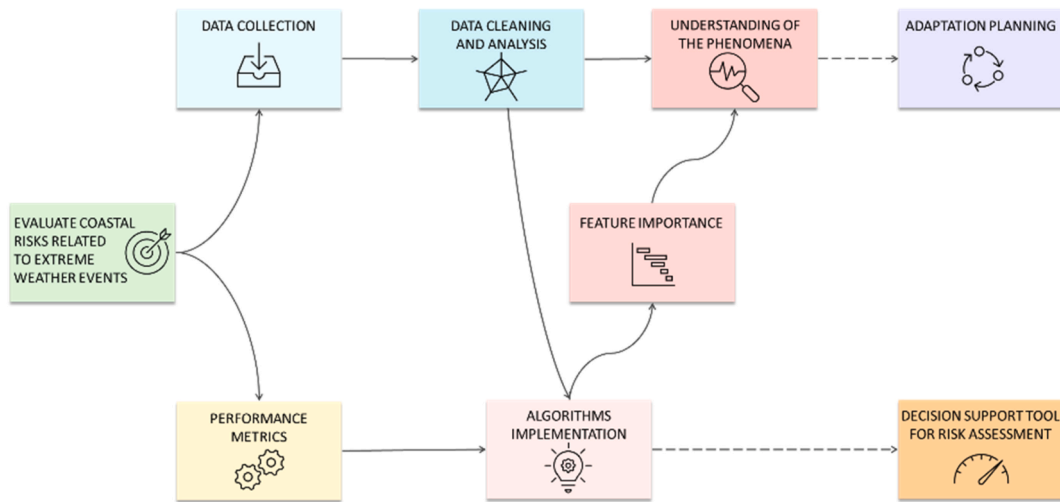 DATA COLLECTION
DATA CLEANING
AND ANALYSIS
UNDERSTANDING OF
THE PHENOMENA
ADAPTATION PLANNING
EVALUATE COASTAL
RISKS RELATED
TO EXTREME
WEATHER EVENTS
FEATURE IMPORTANCE
PERFORMANCE
METRICS
ALGORITHMS
IMPLEMENTATION
DECISION SUPPORT TOOL
FOR RISK ASSESSMENT